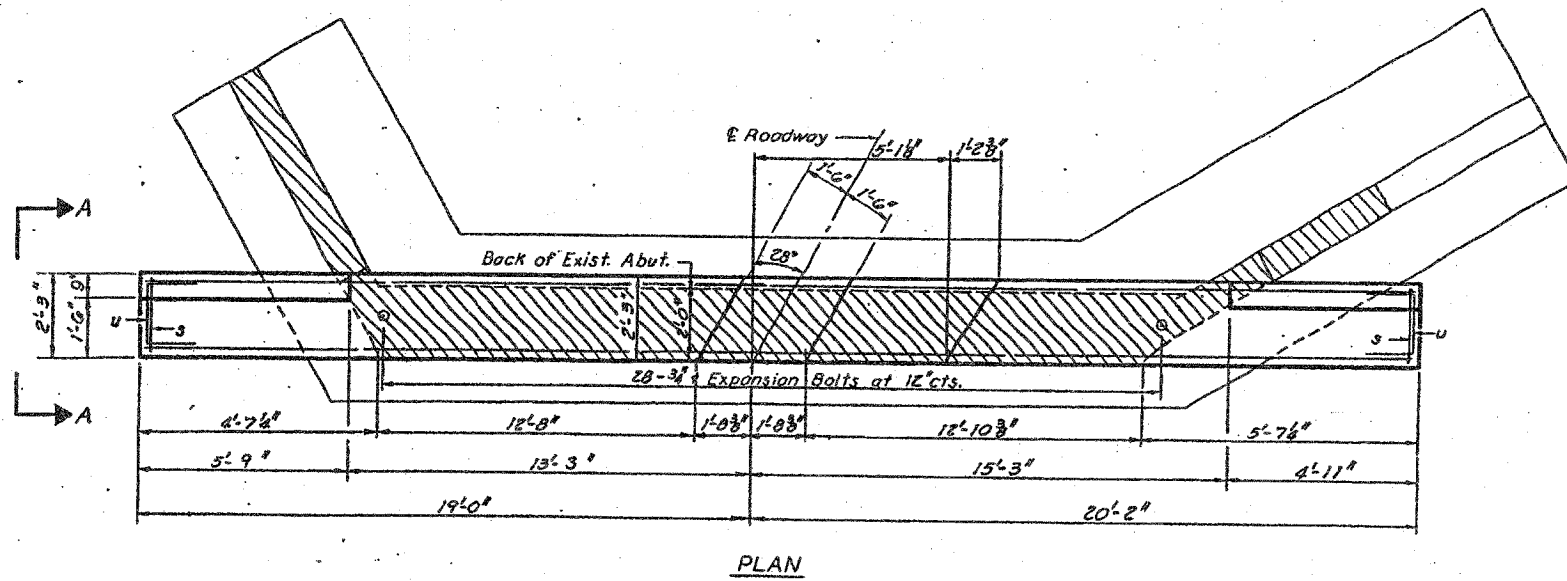 ℄ Roadway
5'-1⅛"
1'-2⅜"
1'-6"
1'-6"
28°
A
Back of Exist. Abut.
2'-3"
1'-6"
9"
2'-3"
2'-0"
u
s
s
u
28-¾"φ Expansion Bolts at 12"cts.
A
4'-7¼"
12'-8"
1'-8⅜"
1'-8⅜"
12'-10⅜"
5'-7¼"
5'-9"
13'-3"
15'-3"
4'-11"
19'-0"
20'-2"
PLAN